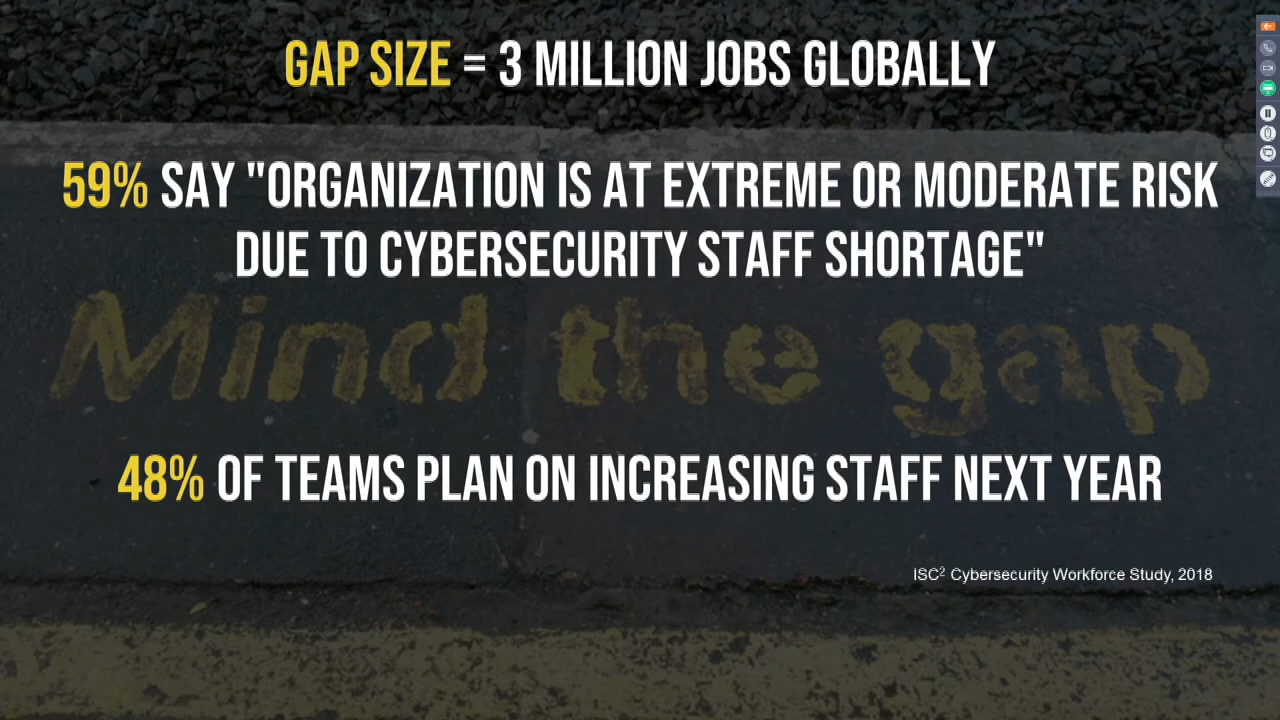 GAP SIZE = 3 MILLION JOBS GLOBALLY
59% SAY "ORGANIZATION IS AT EXTREME OR MODERATE RISK
DUE TO CYBERSECURITY STAFF SHORTAGE"
Mind the gap
48% OF TEAMS PLAN ON INCREASING STAFF NEXT YEAR
ISC² Cybersecurity Workforce Study, 2018